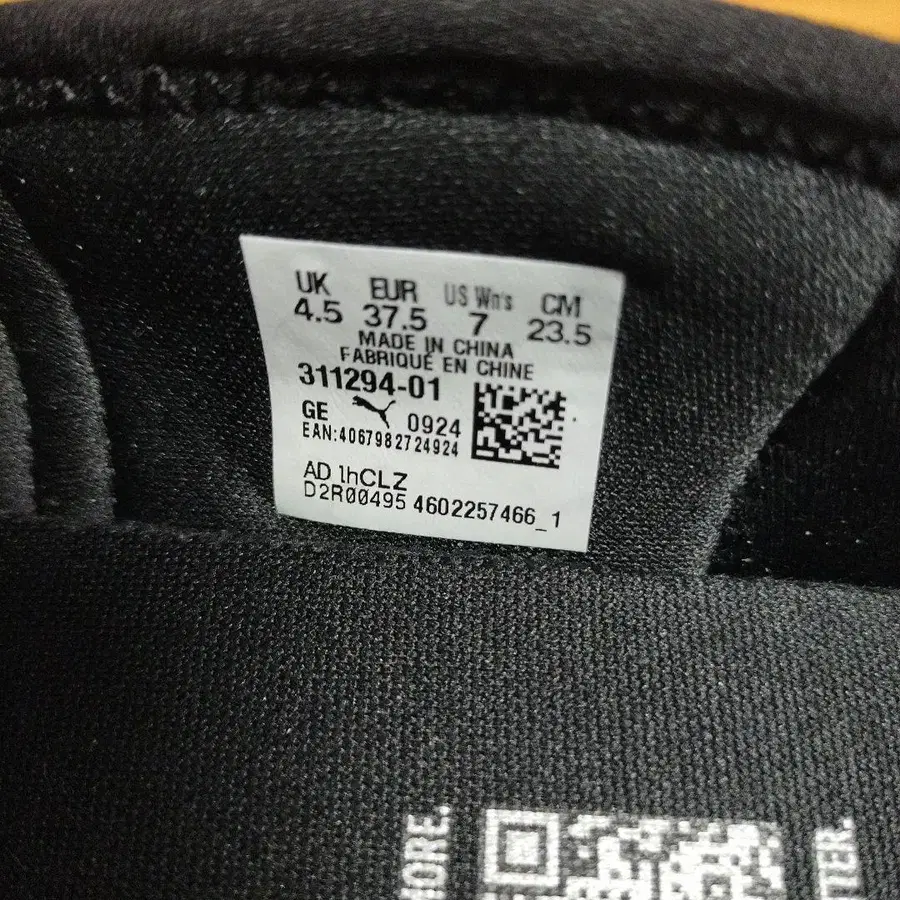 UK EUR US Wn's CM
4.5 37.5 7 23.5
MADE IN CHINA
FABRIQUÉ EN CHINE
311294-01
GE 0924
EAN:4067982724924
AD 1hCLZ
D2R00495 4602257466_1